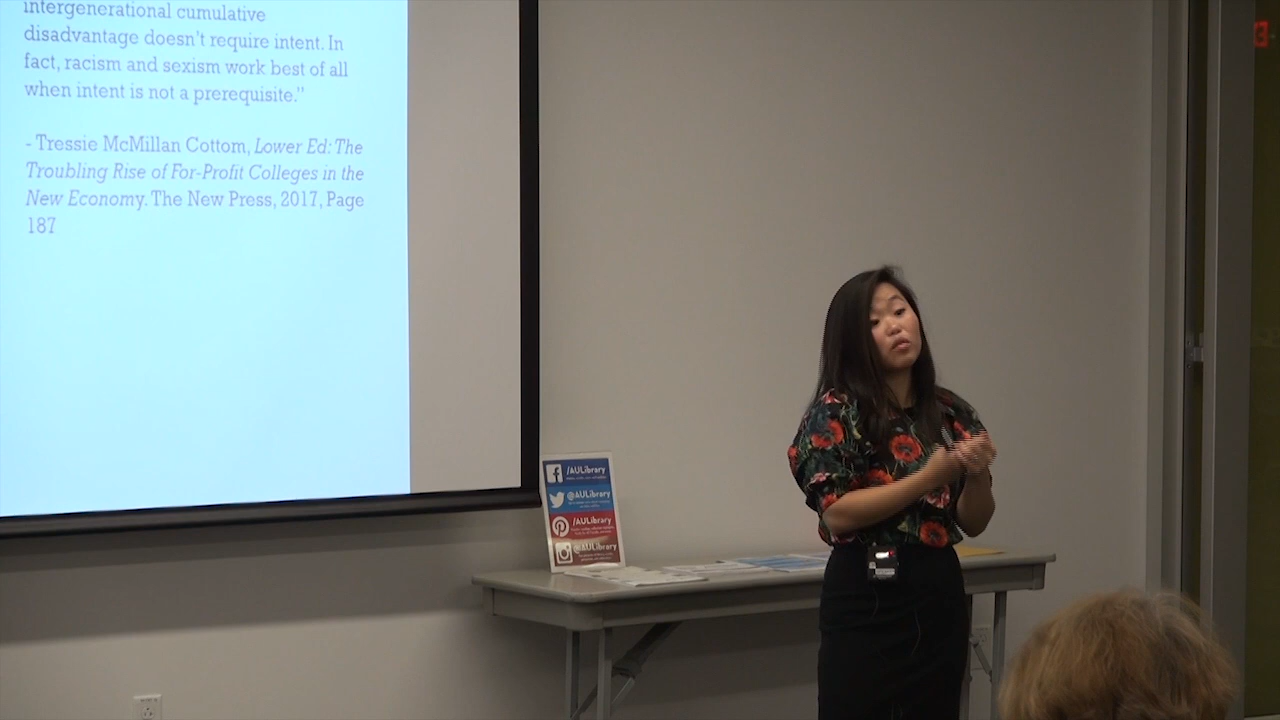 intergenerational cumulative
disadvantage doesn't require intent. In
fact, racism and sexism work best of all
when intent is not a prerequisite."
- Tressie McMillan Cottom, Lower Ed: The
Troubling Rise of For-Profit Colleges in the
New Economy. The New Press, 2017, Page
187
/AULibrary
@AULibrary
/AULibrary
@AULibrary